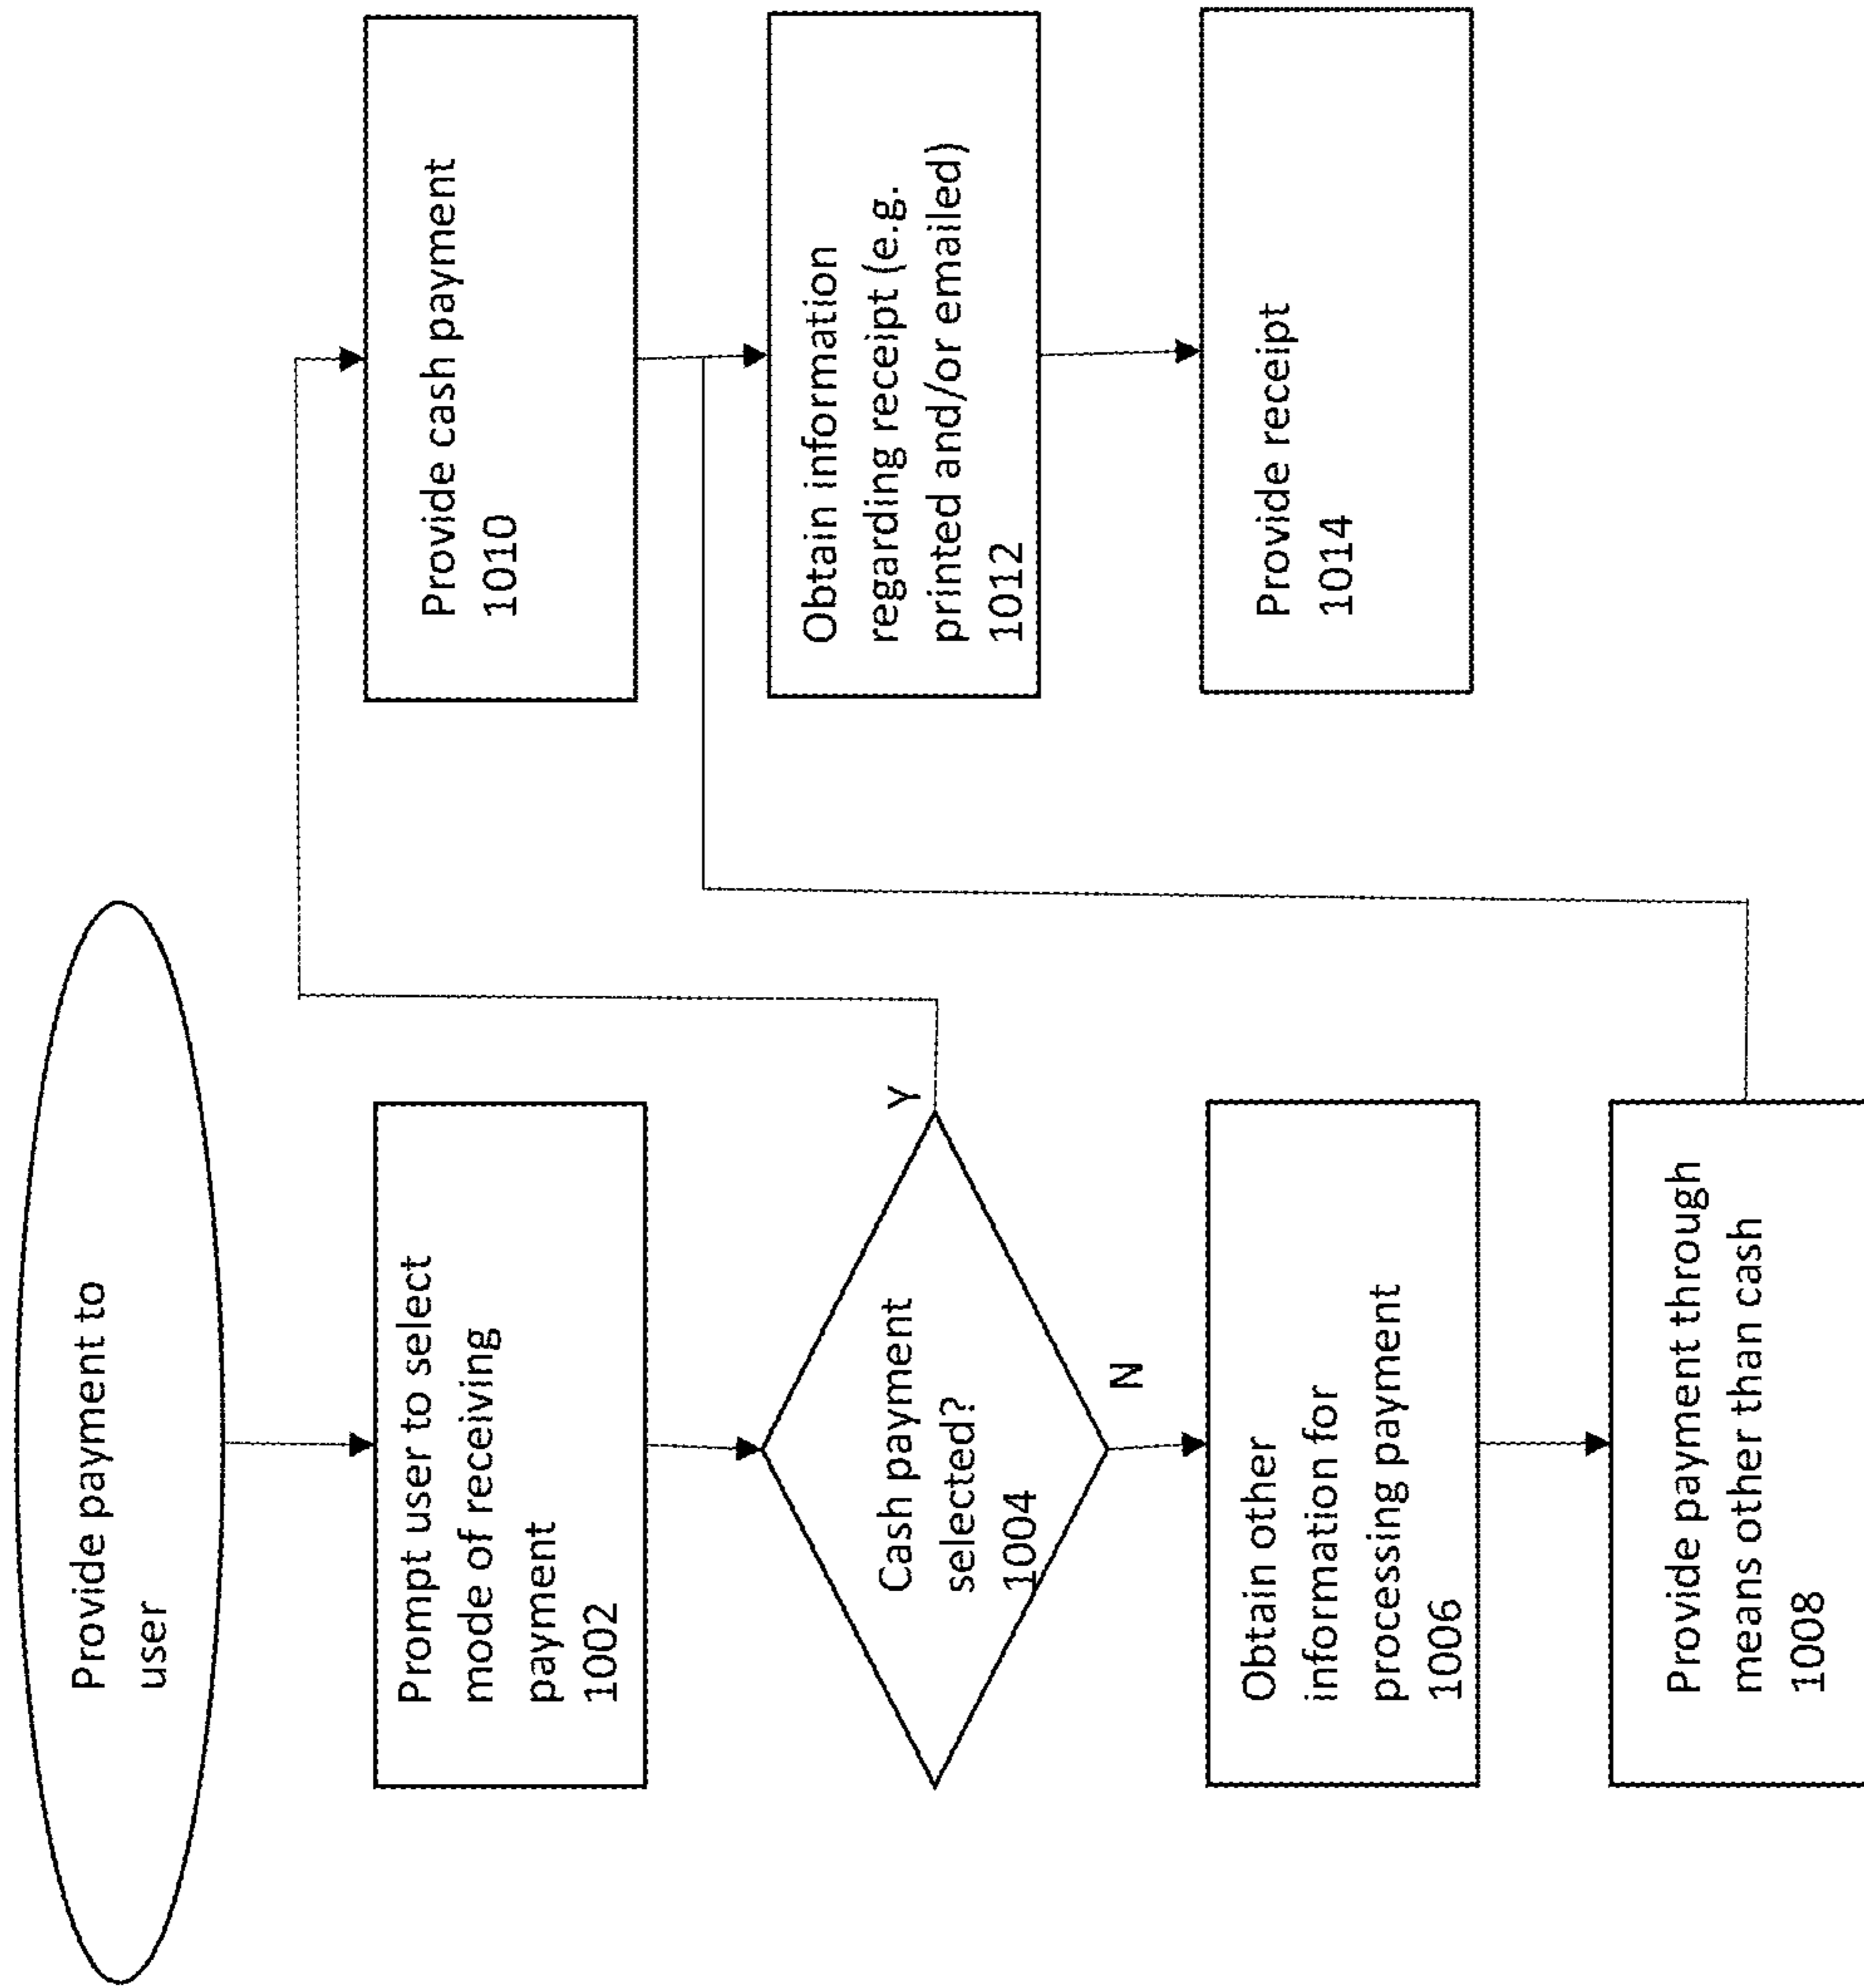 Provide payment to
user
Prompt user to select
mode of receiving
payment
1002
Cash payment
selected?
1004
Y
N
Obtain other
information for
processing payment
1006
Provide payment through
means other than cash
1008
Provide cash payment
1010
Obtain information
regarding receipt (e.g.
printed and/or emailed)
1012
Provide receipt
1014